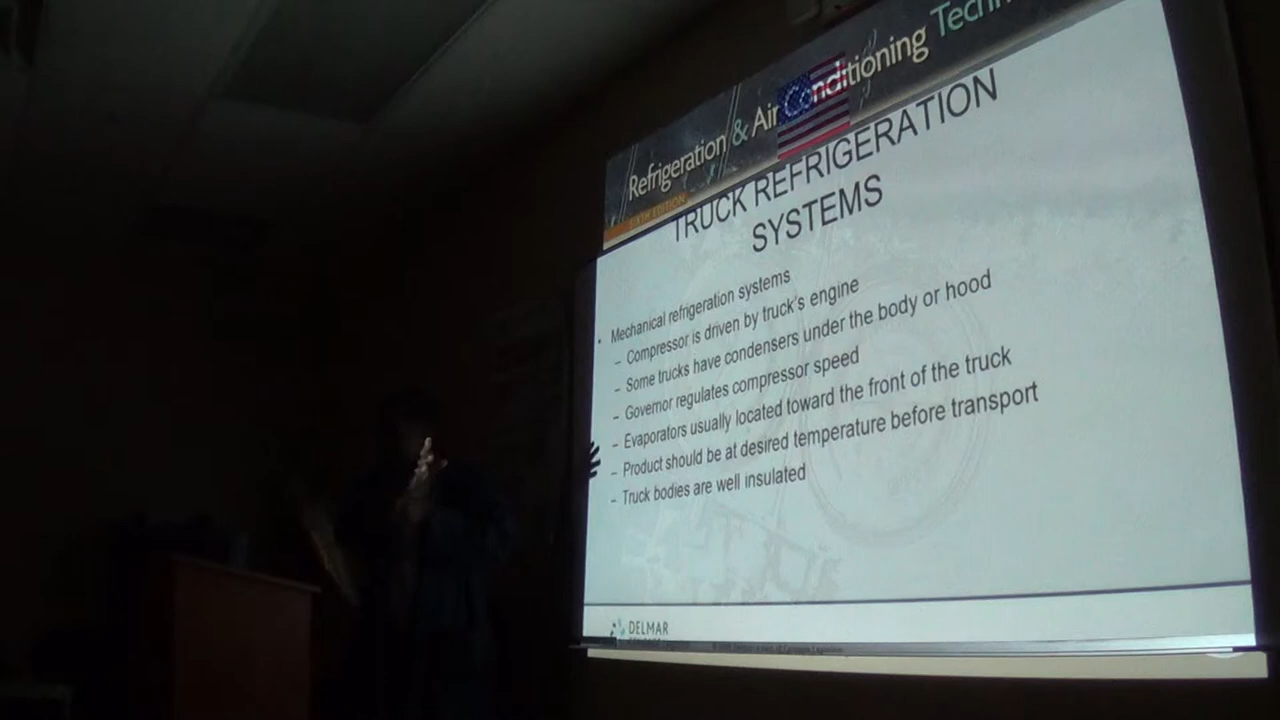 Refrigeration & Air Conditioning
SIXTH EDITION
TRUCK REFRIGERATION
SYSTEMS
• Mechanical refrigeration systems
– Compressor is driven by truck's engine
– Some trucks have condensers under the body or hood
– Governor regulates compressor speed
– Evaporators usually located toward the front of the truck
– Product should be at desired temperature before transport
– Truck bodies are well insulated
DELMAR